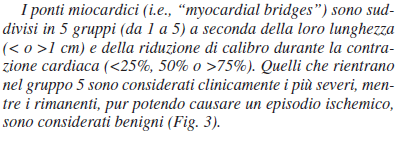 I ponti miocardici (i.e., “myocardial bridges”) sono sud-
divisi in 5 gruppi (da 1 a 5) a seconda della loro lunghezza
(< o >1 cm) e della riduzione di calibro durante la contra-
zione cardiaca (<25%, 50% o >75%). Quelli che rientrano
nel gruppo 5 sono considerati clinicamente i più severi, men-
tre i rimanenti, pur potendo causare un episodio ischemico,
sono considerati benigni (Fig. 3).